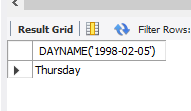 Result Grid Filter Rows:
DAYNAME('1998-02-05')
Thursday